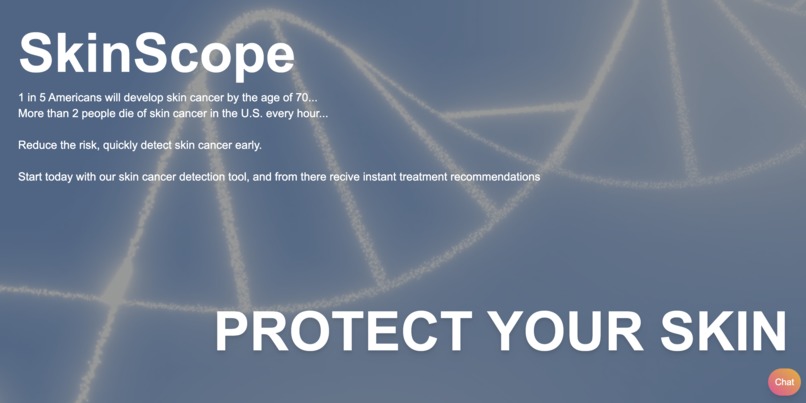 SkinScope
1 in 5 Americans will develop skin cancer by the age of 70...
More than 2 people die of skin cancer in the U.S. every hour...
Reduce the risk, quickly detect skin cancer early.
Start today with our skin cancer detection tool, and from there recive instant treatment recommendations
PROTECT YOUR SKIN
Chat